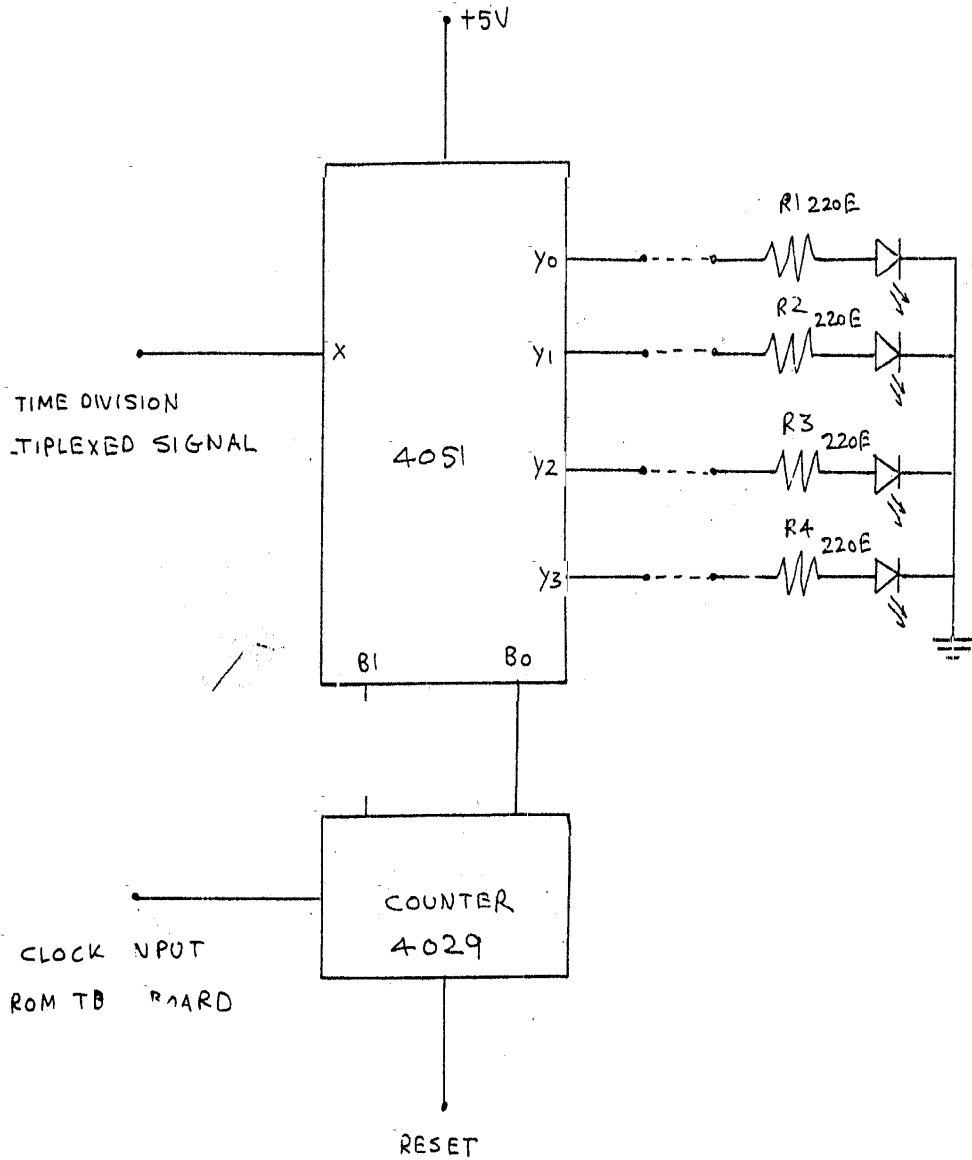 +5V
R1 220E
Y0
R2 220E
X
Y1
TIME DIVISION
TIPLEXED SIGNAL
4051
R3 220E
Y2
R4 220E
Y3
B1 B0
COUNTER
4029
CLOCK NPUT
ROM TB
RESET